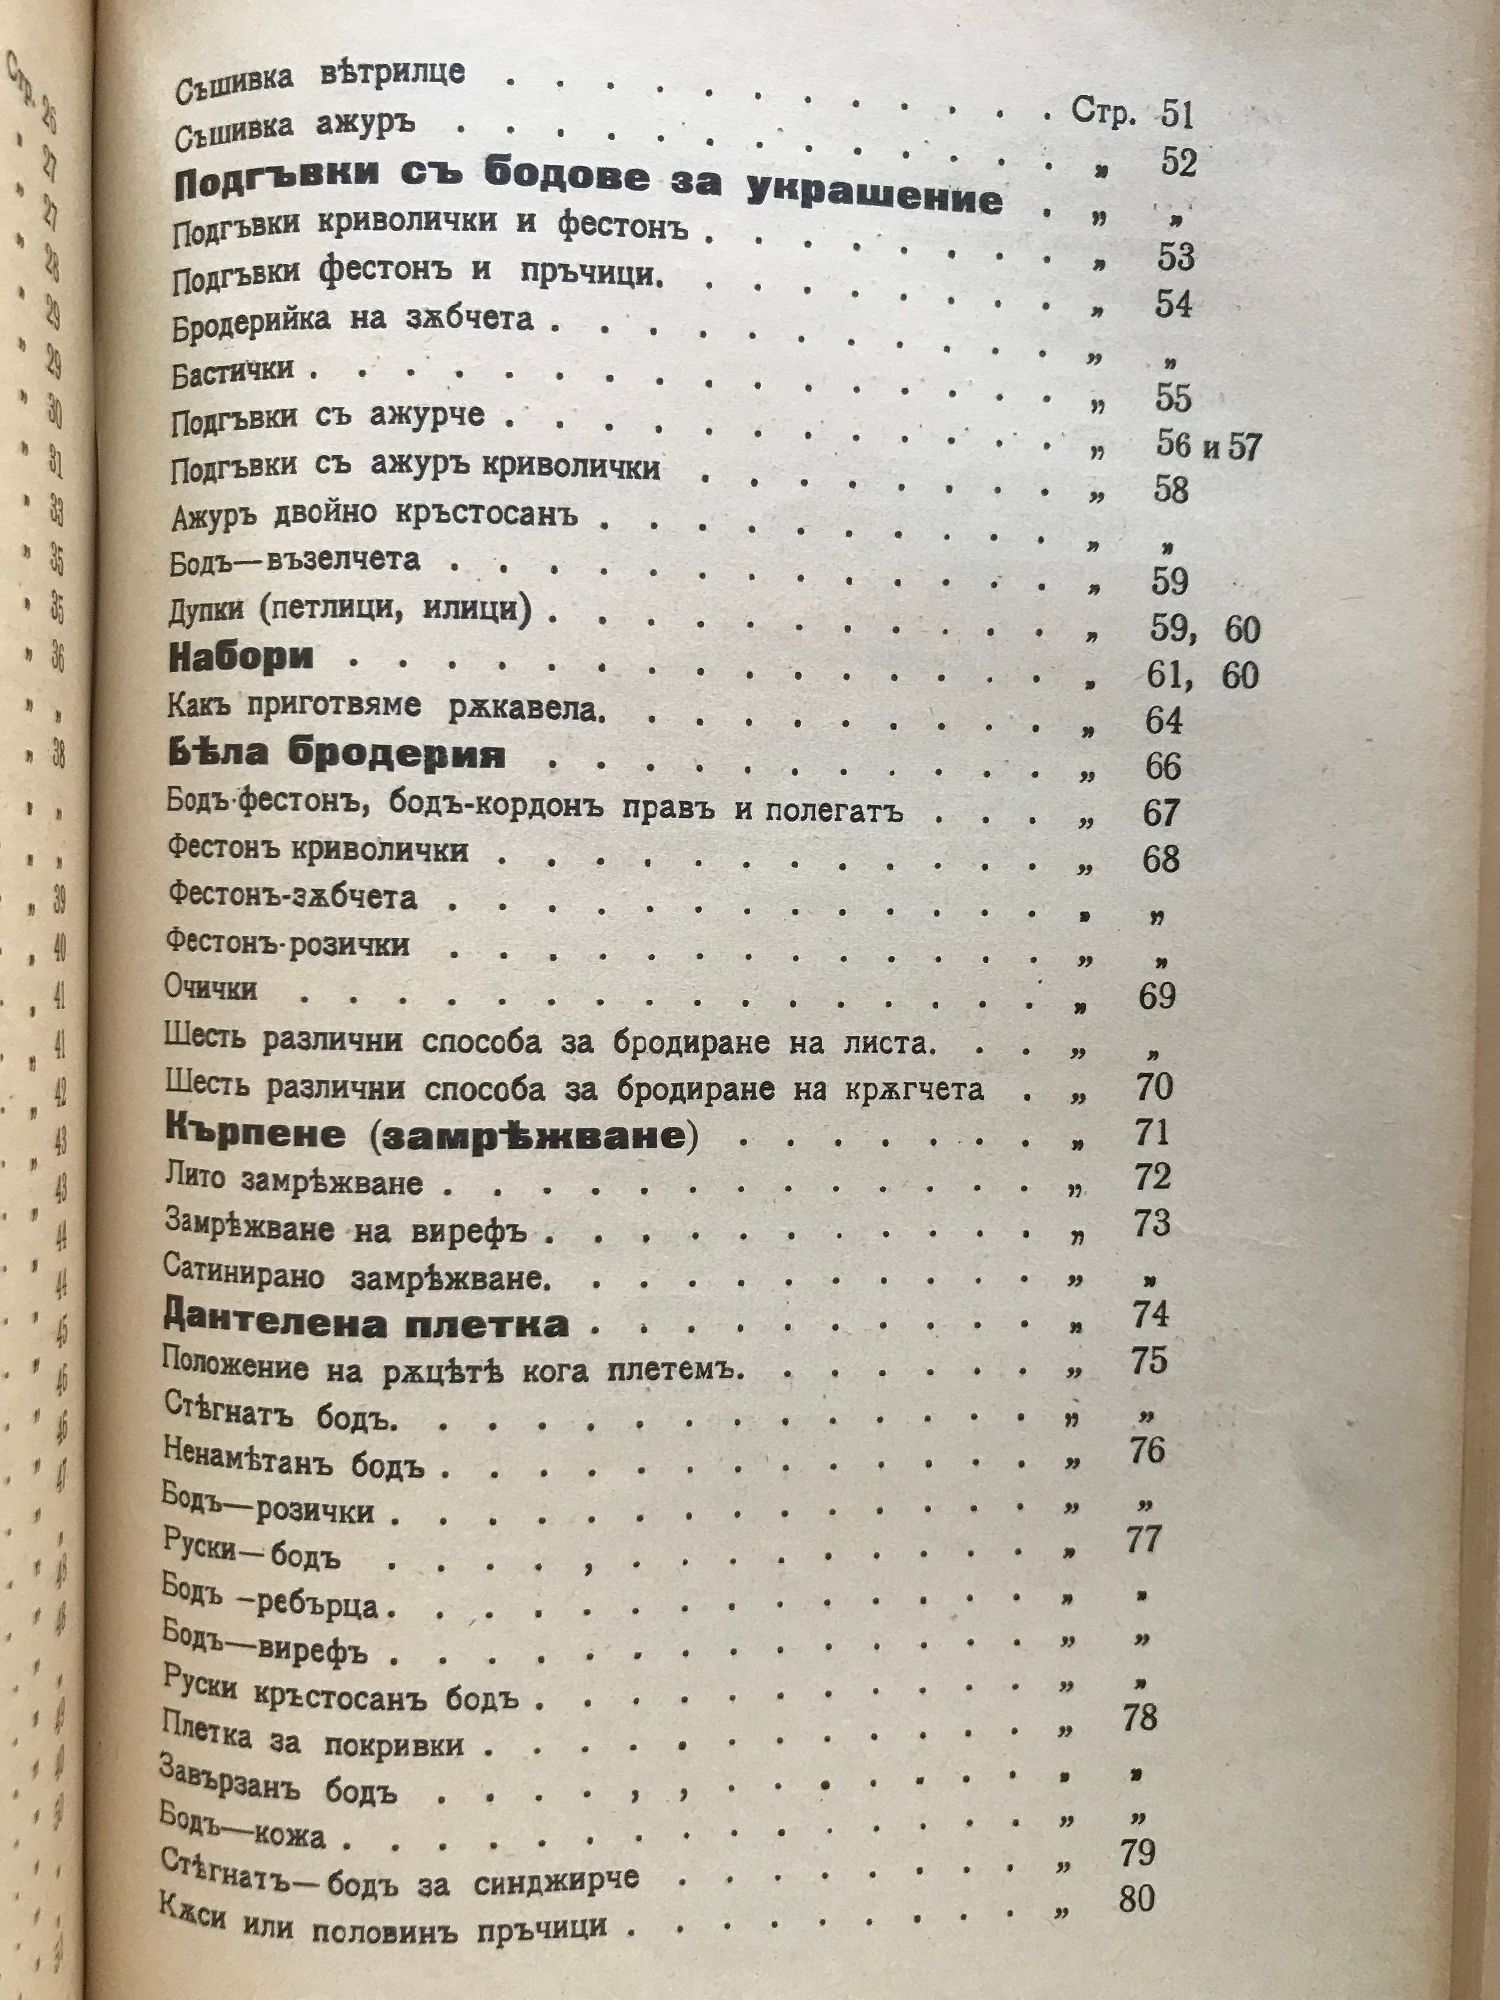 Съшивка вѣтрилце . . . . . . . . . . . . Стр. 51
Съшивка ажуръ . . . . . . . . . . . . . „ 52
Подгъвки съ бодове за украшение . „ „
Подгъвки криволички и фестонъ . . . . . . . . „ 53
Подгъвки фестонъ и пръчици. . . . . . . . . „ 54
Бродерийка на зѫбчета . . . . . . . . . . . „ „
Бастички . . . . . . . . . . . . . . . . „ 55
Подгъвки съ ажурче . . . . . . . . . . . . „ 56 и 57
Подгъвки съ ажуръ криволички . . . . . . . . „ 58
Ажуръ двойно кръстосанъ . . . . . . . . . . „ „
Бодъ—възелчета . . . . . . . . . . . . . „ 59
Дупки (петлици, илици) . . . . . . . . . . . „ 59, 60
Набори . . . . . . . . . . . . . . . „ 61, 60
Какъ приготвяме рѫкавела. . . . . . . . . . „ 64
Бѣла бродерия . . . . . . . . . . . „ 66
Бодъ-фестонъ, бодъ-кордонъ правъ и полегатъ . . . „ 67
Фестонъ криволички . . . . . . . . . . . . „ 68
Фестонъ-зѫбчета . . . . . . . . . . . . . „ „
Фестонъ-розички . . . . . . . . . . . . . „ „
Очички . . . . . . . . . . . . . . . . „ 69
Шесть различни способа за бродиране на листа. . . „ „
Шесть различни способа за бродиране на крѫгчета . „ 70
Кърпене (замрѣжване) . . . . . . . „ 71
Лито замрѣжване . . . . . . . . . . . . . „ 72
Замрѣжване на вирефъ . . . . . . . . . . . „ 73
Сатинирано замрѣжване. . . . . . . . . . . „ „
Дантелена плетка . . . . . . . . . . „ 74
Положение на рѫцѣтѣ кога плетемъ. . . . . . . „ 75
Стѣгнатъ бодъ. . . . . . . . . . . . . . „ „
Ненамѣтанъ бодъ . . . . . . . . . . . . . „ 76
Бодъ—розички . . . . . . . . . . . . . . „ „
Руски—бодъ . . . . , . . . . . . . . . „ 77
Бодъ —ребърца . . . . . . . . . . . . . . „ „
Бодъ—вирефъ . . . . . . . . . . . . . . „ „
Руски кръстосанъ бодъ . . . . . . . . . . . „ „
Плетка за покривки . . . . . . . . . . . . „ 78
Завързанъ бодъ . . . . , , . . . . . . . „ „
Бодъ—кожа . . . . . . . . . . . . . . . „ „
Стѣгнатъ—бодъ за синджирче . . . . . . . . „ 79
Кѫси или половинъ пръчици . . . . . . . . . „ 80